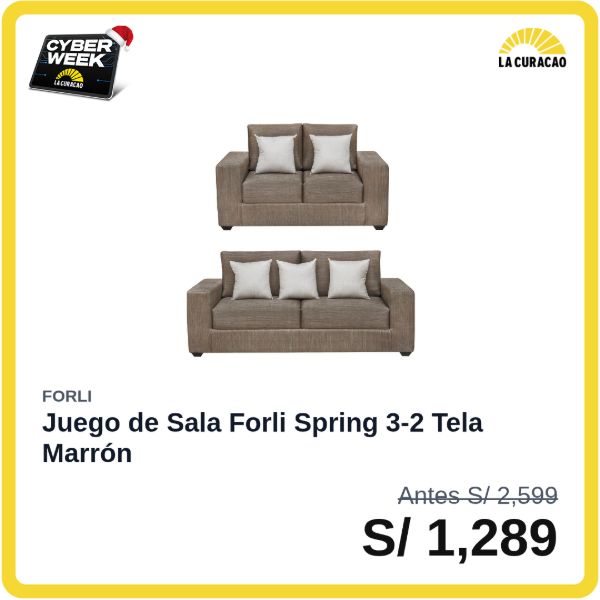 CYBER
WEEK
LA CURACAO
LA CURACAO
FORLI
Juego de Sala Forli Spring 3-2 Tela
Marrón
Antes S/ 2,599
S/ 1,289